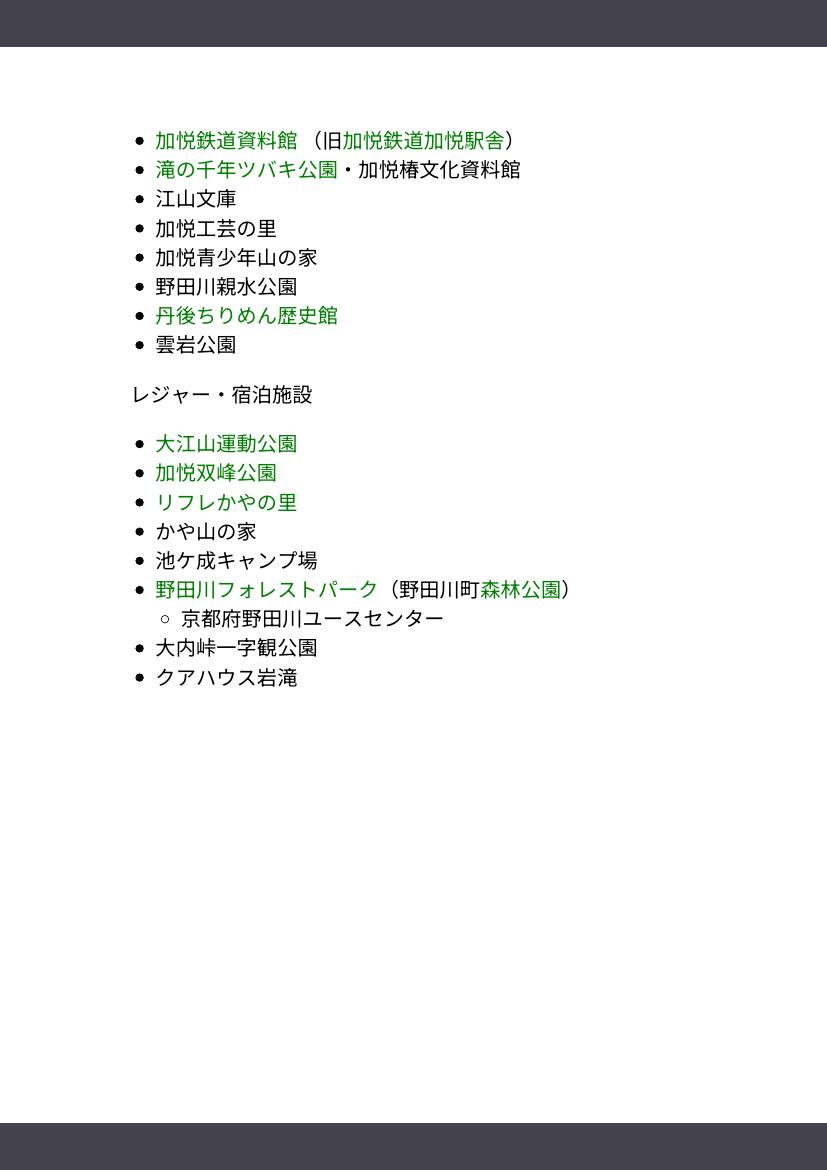 加悦鉄道資料館 （旧加悦鉄道加悦駅舎）
滝の千年ツバキ公園・加悦椿文化資料館
江山文庫
加悦工芸の里
加悦青少年山の家
野田川親水公園
丹後ちりめん歴史館
雲岩公園
レジャー・宿泊施設
大江山運動公園
加悦双峰公園
リフレかやの里
かや山の家
池ケ成キャンプ場
野田川フォレストパーク（野田川町森林公園）
京都府野田川ユースセンター
大内峠一字観公園
クアハウス岩滝